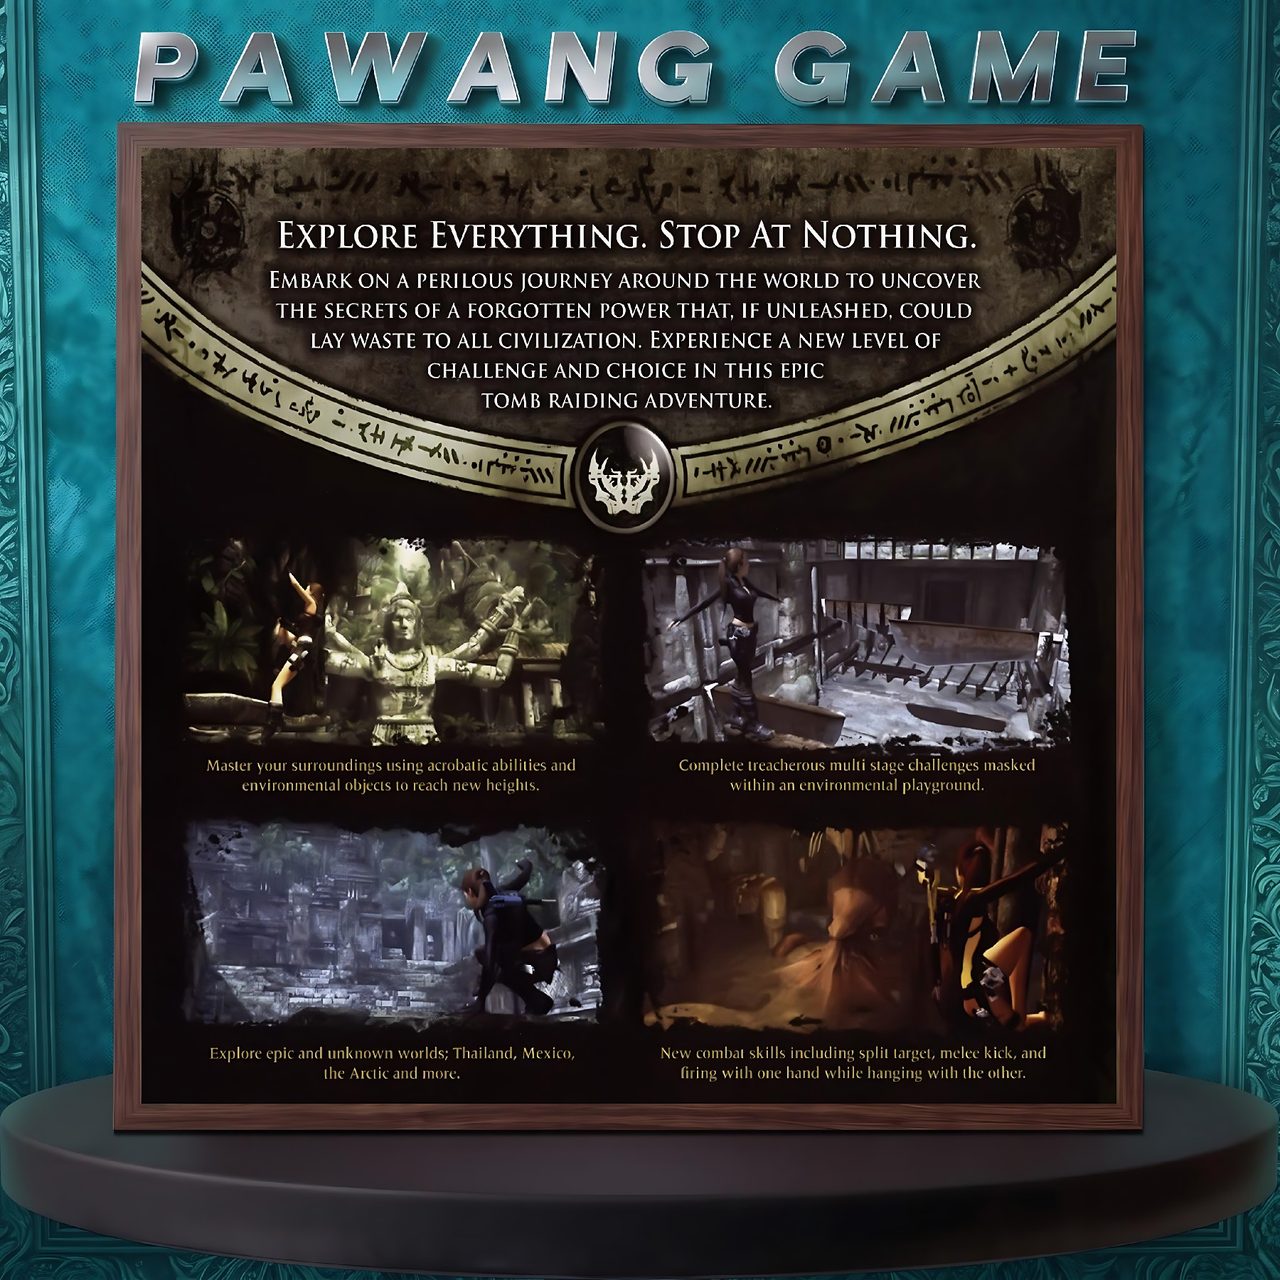 PAWANG GAME
EXPLORE EVERYTHING. STOP AT NOTHING.
EMBARK ON A PERILOUS JOURNEY AROUND THE WORLD TO UNCOVER
THE SECRETS OF A FORGOTTEN POWER THAT, IF UNLEASHED, COULD
LAY WASTE TO ALL CIVILIZATION. EXPERIENCE A NEW LEVEL OF
CHALLENGE AND CHOICE IN THIS EPIC
TOMB RAIDING ADVENTURE.
Master your surroundings using acrobatic abilities and
environmental objects to reach new heights.
Complete treacherous multi stage challenges masked
within an environmental playground.
Explore epic and unknown worlds; Thailand, Mexico,
the Arctic and more.
New combat skills including split target, melee kick, and
firing with one hand while hanging with the other.